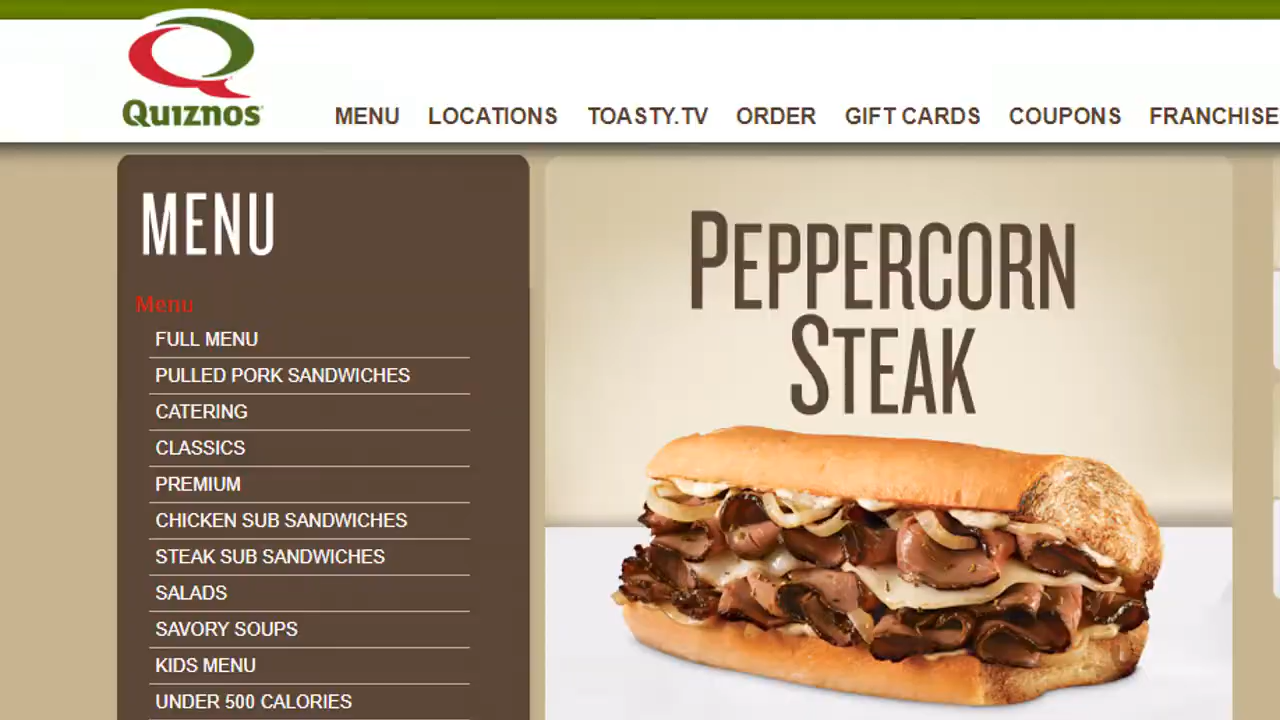 QUIZNOS
MENU LOCATIONS TOASTY.TV ORDER GIFT CARDS COUPONS FRANCHISE
MENU
Menu
FULL MENU
PULLED PORK SANDWICHES
CATERING
CLASSICS
PREMIUM
CHICKEN SUB SANDWICHES
STEAK SUB SANDWICHES
SALADS
SAVORY SOUPS
KIDS MENU
UNDER 500 CALORIES
PEPPERCORN
STEAK